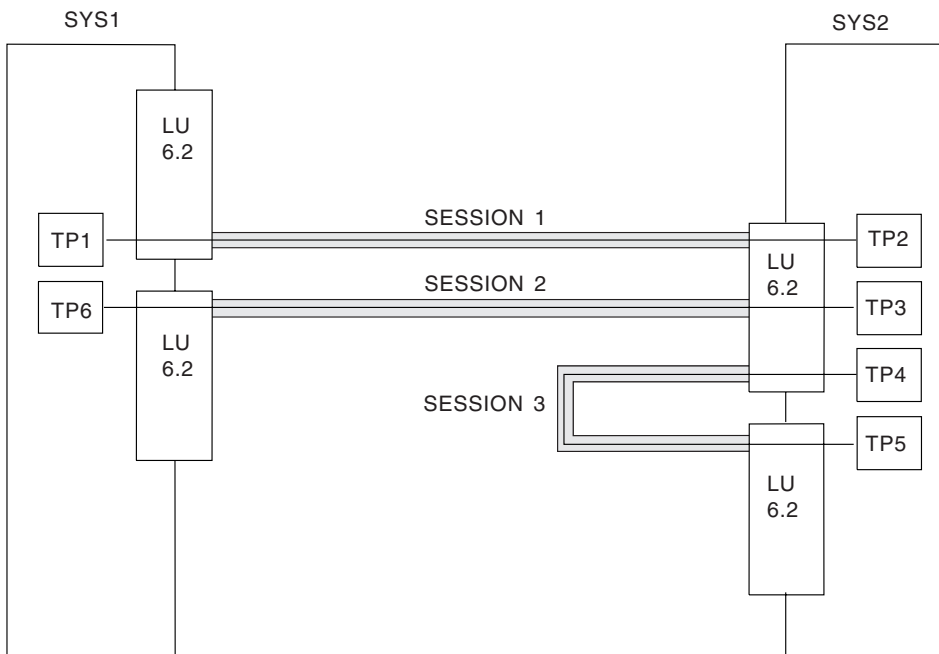 SYS1
SYS2
LU
6.2
SESSION 1
TP1
TP2
LU
6.2
SESSION 2
TP6
TP3
LU
6.2
TP4
SESSION 3
TP5
LU
6.2